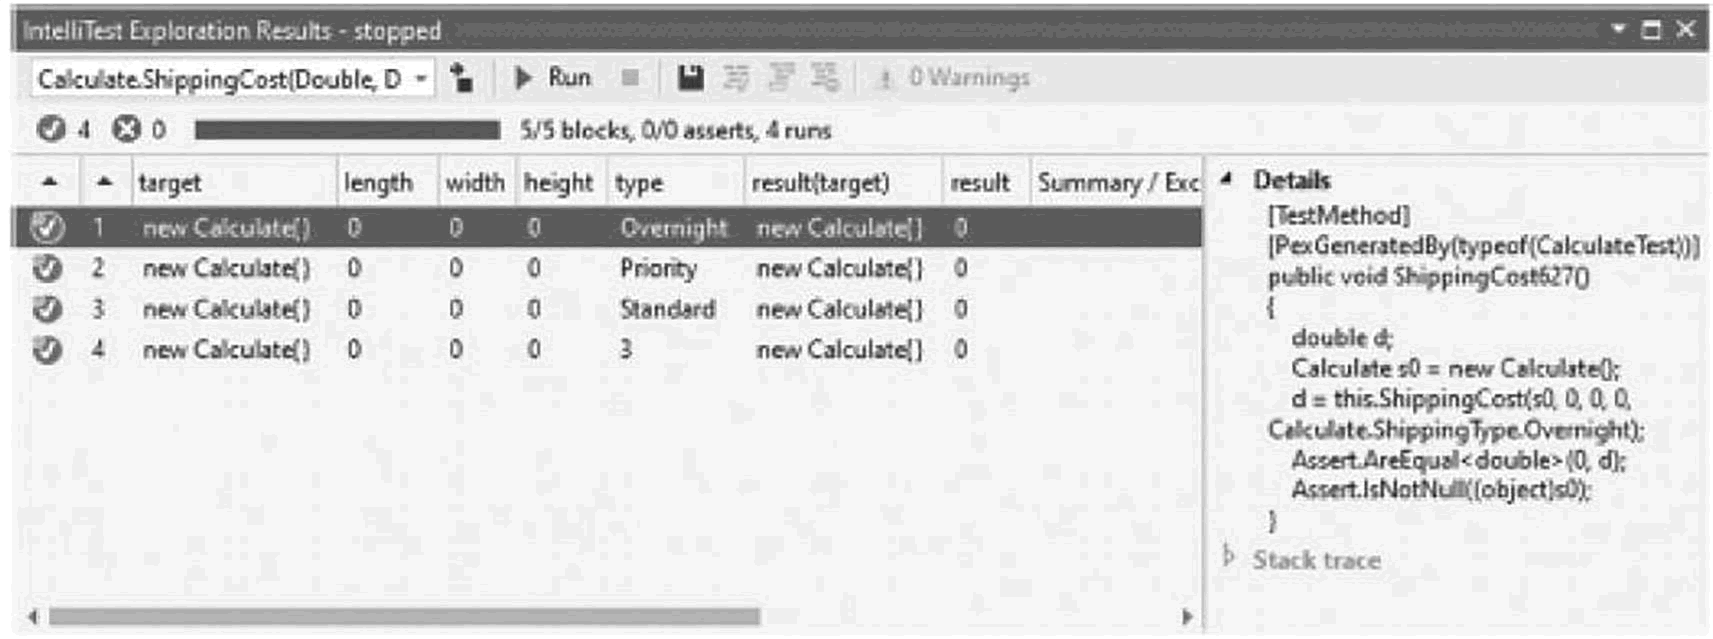 IntelliTest Exploration Results - stopped
Calculate.ShippingCost(Double, D Run 0 Warnings
4 0 5/5 blocks, 0/0 asserts, 4 runs
target length width height type result(target) result Summary / Exc
1 new Calculate() 0 0 0 Overnight new Calculate() 0
2 new Calculate() 0 0 0 Priority new Calculate() 0
3 new Calculate() 0 0 0 Standard new Calculate() 0
4 new Calculate() 0 0 0 3 new Calculate() 0
Details
[TestMethod]
[PexGeneratedBy(typeof(CalculateTest))]
public void ShippingCost627()
{
double d;
Calculate s0 = new Calculate();
d = this.ShippingCost(s0, 0, 0, 0,
Calculate.ShippingType.Overnight);
Assert.AreEqual<double>(0, d);
Assert.IsNotNull((object)s0);
}
Stack trace